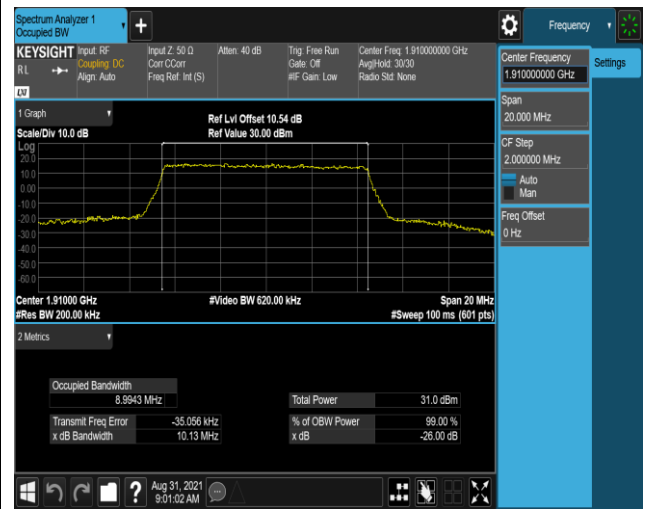 Spectrum Analyzer 1
Occupied BW
Frequency
KEYSIGHT
RL
LXI
Input: RF
Coupling: DC
Align: Auto
Input Z: 50 Ω
Corr CCorr
Freq Ref: Int (S)
Atten: 40 dB
Trig: Free Run
Gate: Off
#IF Gain: Low
Center Freq: 1.910000000 GHz
Avg|Hold: 30/30
Radio Std: None
Center Frequency
1.910000000 GHz
Settings
Span
20.000 MHz
CF Step
2.000000 MHz
Auto
Man
Freq Offset
0 Hz
1 Graph
Scale/Div 10.0 dB
Ref Lvl Offset 10.54 dB
Ref Value 30.00 dBm
Log
20.0
10.0
0.00
-10.0
-20.0
-30.0
-40.0
-50.0
-60.0
Center 1.91000 GHz
#Res BW 200.00 kHz
#Video BW 620.00 kHz
Span 20 MHz
#Sweep 100 ms (601 pts)
2 Metrics
Occupied Bandwidth
8.9943 MHz
Total Power 31.0 dBm
Transmit Freq Error -35.056 kHz
% of OBW Power 99.00 %
x dB Bandwidth 10.13 MHz
x dB -26.00 dB
?
Aug 31, 2021
9:01:02 AM